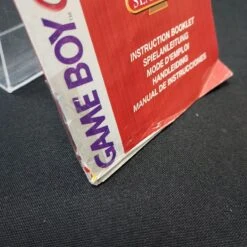 GAME BOY
INSTRUCTION BOOKLET
SPIELANLEITUNG
MODE D'EMPLOI
HANDLEIDING
MANUAL DE INSTRUCCIONES